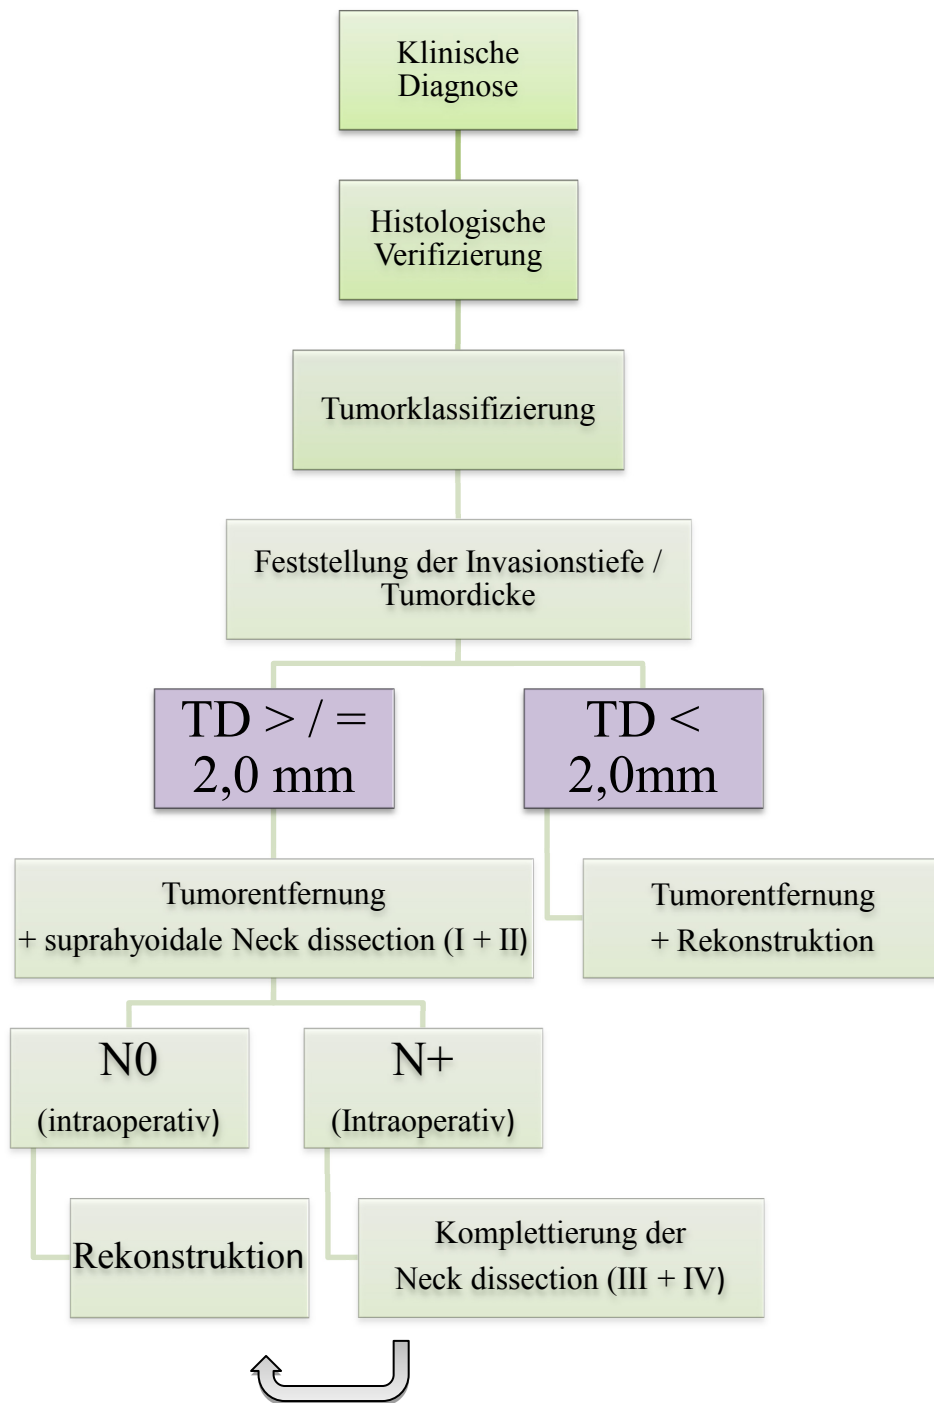 Klinische
Diagnose
Histologische
Verifizierung
Tumorklassifizierung
Feststellung der Invasionstiefe /
Tumordicke
TD > / =
2,0 mm
TD <
2,0mm
Tumorentfernung
+ suprahyoidale Neck dissection (I + II)
Tumorentfernung
+ Rekonstruktion
N0
(intraoperativ)
N+
(Intraoperativ)
Rekonstruktion
Komplettierung der
Neck dissection (III + IV)